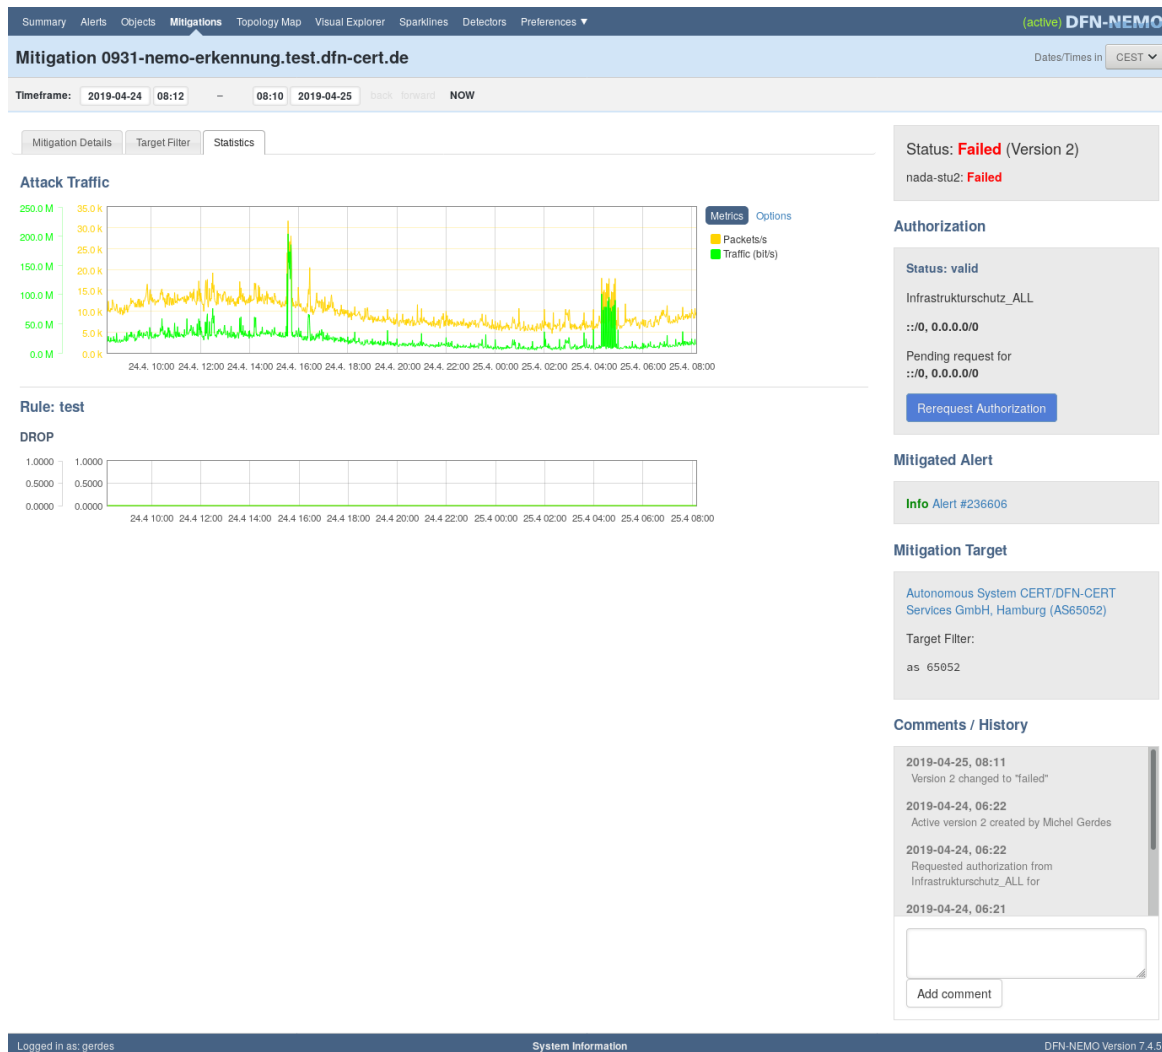 Summary Alerts Objects Mitigations Topology Map Visual Explorer Sparklines Detectors Preferences ▼ (active) DFN-NEMO
Mitigation 0931-nemo-erkennung.test.dfn-cert.de Dates/Times in CEST
Timeframe: 2019-04-24 08:12 – 08:10 2019-04-25 back forward NOW
Mitigation Details Target Filter Statistics
Attack Traffic
250.0 M 35.0 k
30.0 k
200.0 M
25.0 k
150.0 M 20.0 k
15.0 k
100.0 M
10.0 k
50.0 M
5.0 k
0.0 M 0.0 k
24.4. 10:00 24.4. 12:00 24.4. 14:00 24.4. 16:00 24.4. 18:00 24.4. 20:00 24.4. 22:00 25.4. 00:00 25.4. 02:00 25.4. 04:00 25.4. 06:00 25.4. 08:00
Metrics Options
Packets/s
Traffic (bit/s)
Rule: test
DROP
1.0000 1.0000
0.5000 0.5000
0.0000 0.0000
24.4 10:00 24.4 12:00 24.4 14:00 24.4 16:00 24.4 18:00 24.4 20:00 24.4 22:00 25.4 00:00 25.4 02:00 25.4 04:00 25.4 06:00 25.4 08:00
Status: Failed (Version 2)
nada-stu2: Failed
Authorization
Status: valid
Infrastrukturschutz_ALL
::/0, 0.0.0.0/0
Pending request for
::/0, 0.0.0.0/0
Rerequest Authorization
Mitigated Alert
Info Alert #236606
Mitigation Target
Autonomous System CERT/DFN-CERT
Services GmbH, Hamburg (AS65052)
Target Filter:
as 65052
Comments / History
2019-04-25, 08:11
Version 2 changed to "failed"
2019-04-24, 06:22
Active version 2 created by Michel Gerdes
2019-04-24, 06:22
Requested authorization from
Infrastrukturschutz_ALL for
2019-04-24, 06:21
Add comment
Logged in as: gerdes System Information DFN-NEMO Version 7.4.5